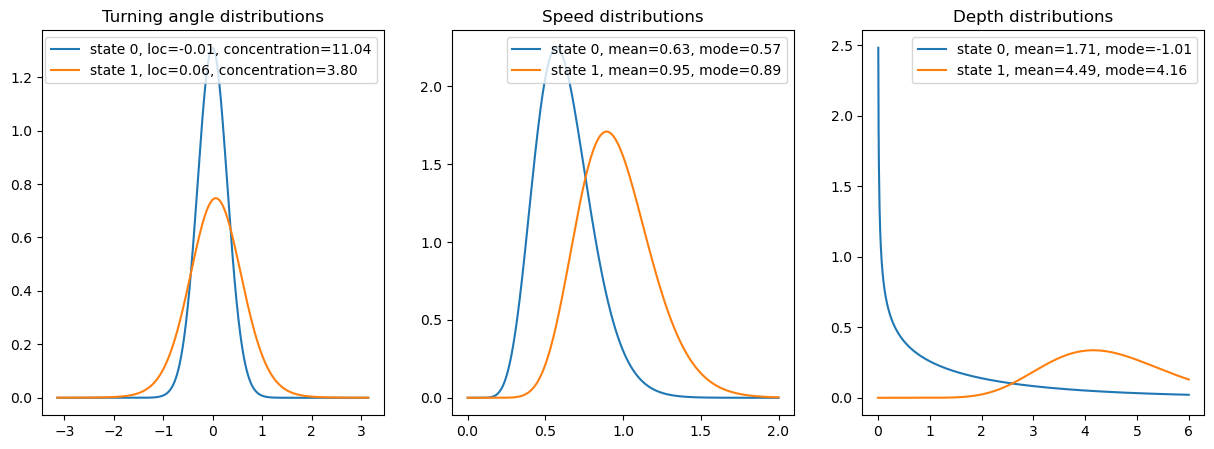 Turning angle distributions
state 0, loc=-0.01, concentration=11.04
state 1, loc=0.06, concentration=3.80
1.2
1.0
0.8
0.6
0.4
0.2
0.0
−3 −2 −1 0 1 2 3
Speed distributions
state 0, mean=0.63, mode=0.57
state 1, mean=0.95, mode=0.89
2.0
1.5
1.0
0.5
0.0
0.0 0.5 1.0 1.5 2.0
Depth distributions
state 0, mean=1.71, mode=-1.01
state 1, mean=4.49, mode=4.16
2.5
2.0
1.5
1.0
0.5
0.0
0 1 2 3 4 5 6